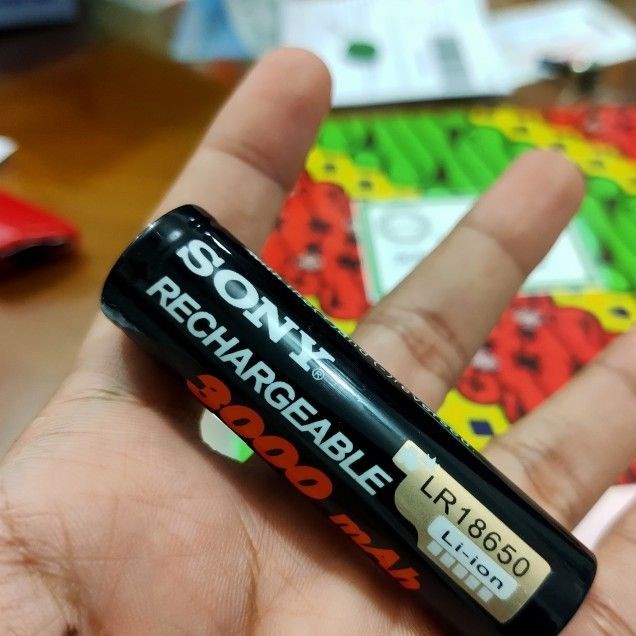 SONY®
RECHARGEABLE
3000 mAh
LR18650
Li-ion